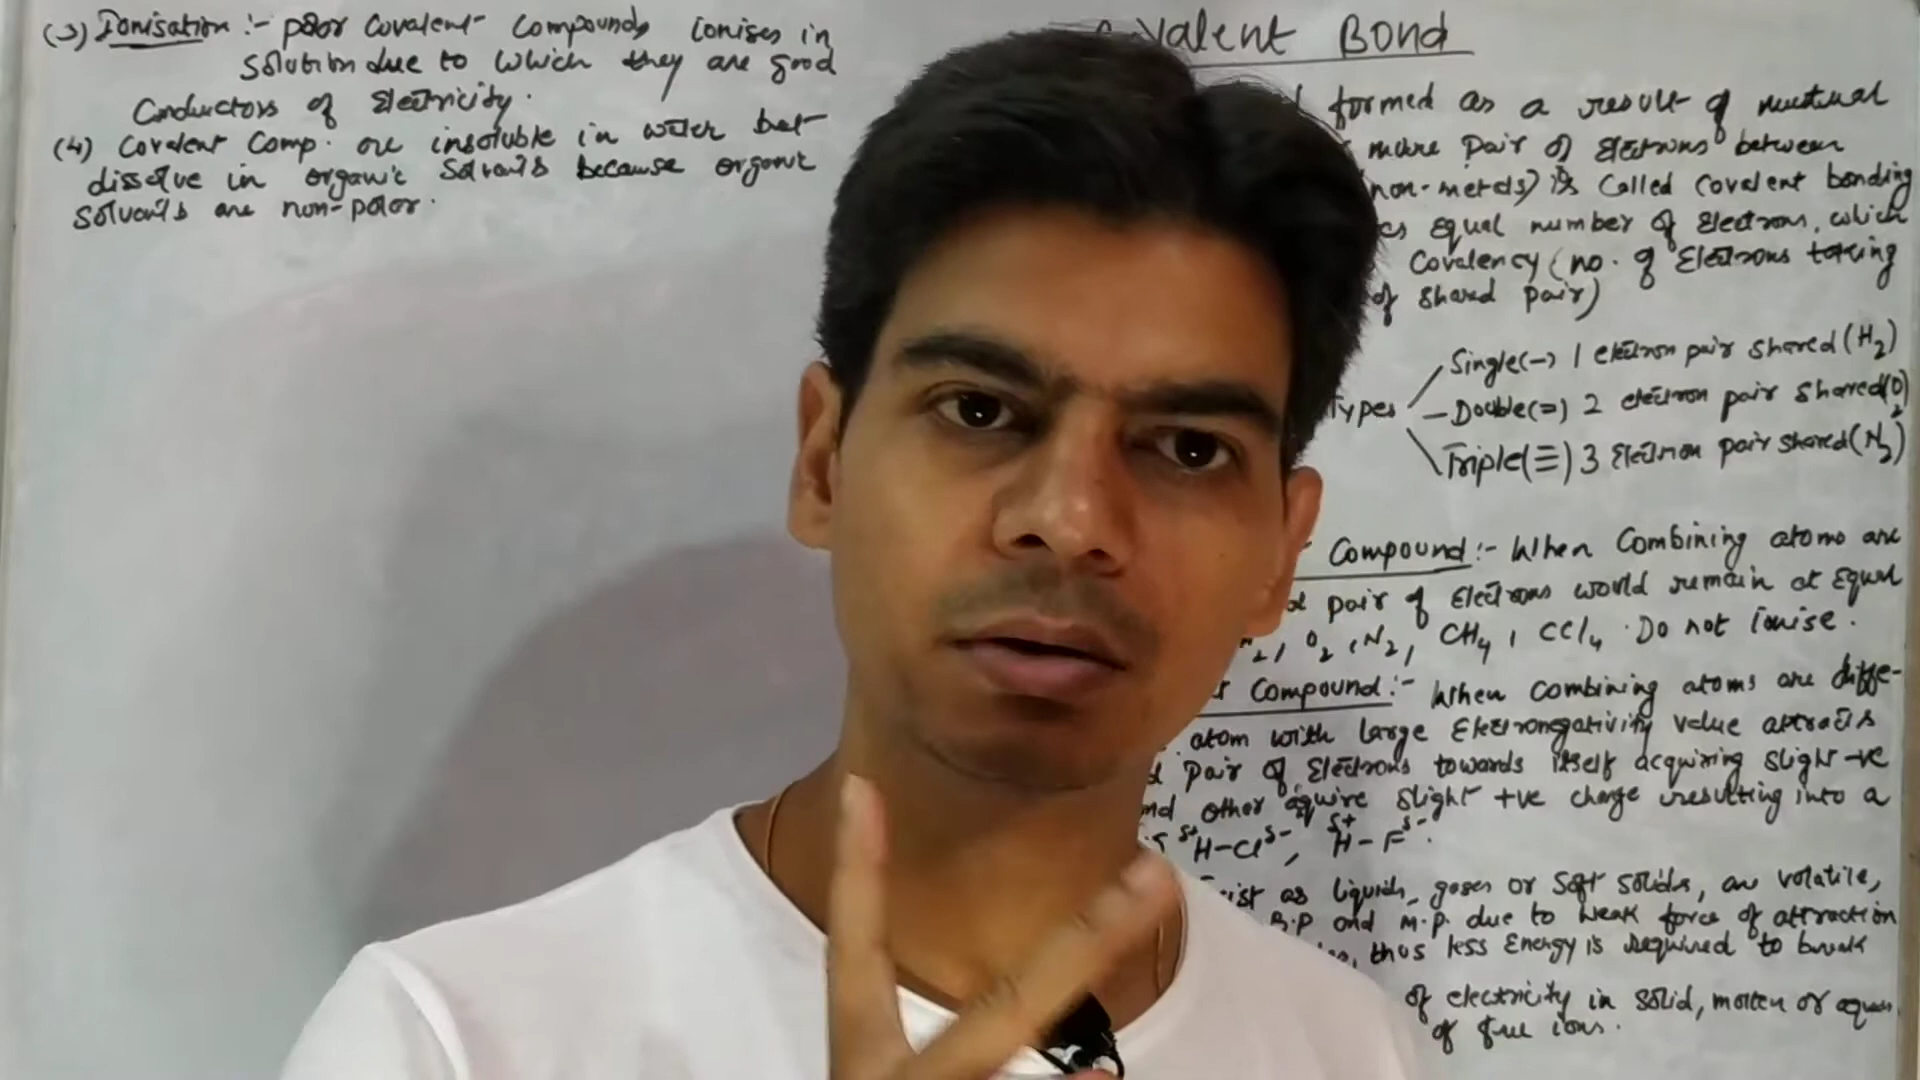 (3) Ionisation :- polar covalent compounds ionises in
solution due to which they are good
Conductors of Electricity.
(4) Covalent Comp. are insoluble in water but
dissolve in organic solvents because organic
solvents are non-polar.
valent Bond
formed as a result of mutual
more pair of Electrons between
(non-metals) is called covalent bonding
equal number of Electrons, which
Covalency (no. of Electrons taking
of shared pair)
Types
Single(-) 1 electron pair shared (H2)
Double(=) 2 electron pair shared (O2)
Triple(≡) 3 Electron pair shared (N2)
Compound :- When Combining atoms are
pair of Electrons would remain at Equal
2, O2, N2, CH4, CCl4. Do not ionise.
Compound :- When combining atoms are diffe-
atom with large Electronegativity value attracts
pair of Electrons towards itself acquiring slight -ve
other aquire slight +ve charge resulting into a
δ+H-Clδ-, δ+H-Fδ-.
as liquids, gases or soft solids, are volatile,
B.P and M.P. due to weak force of attraction
thus less Energy is required to break
of electricity in solid, molten or aques
of free ions.